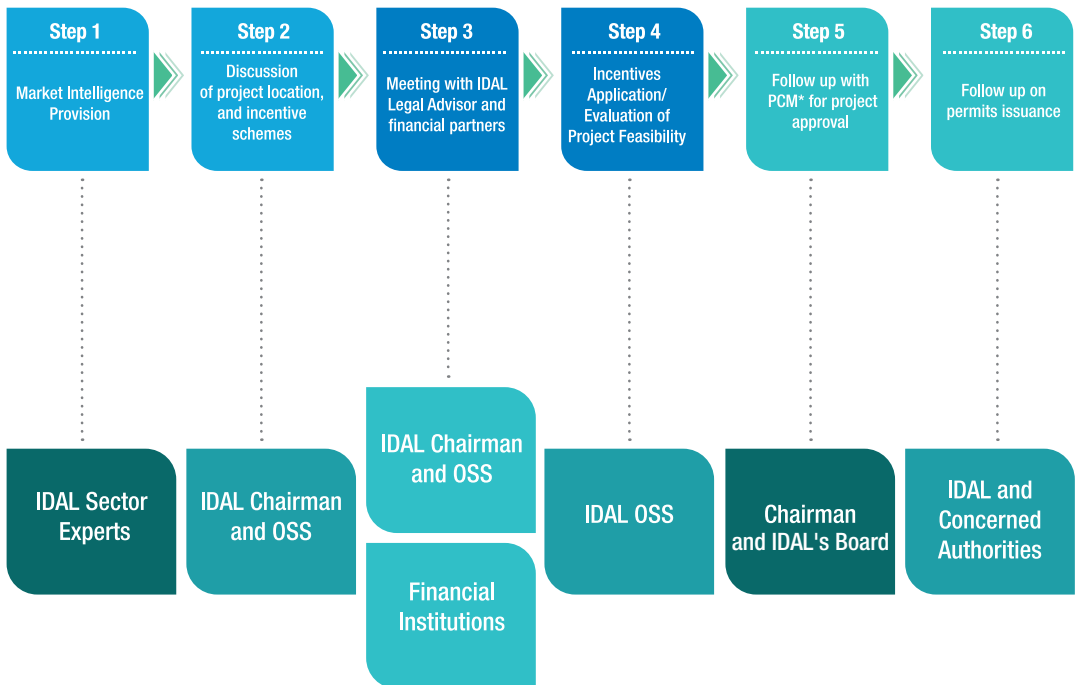 Step 1
Market Intelligence
Provision
Step 2
Discussion
of project location,
and incentive
schemes
Step 3
Meeting with IDAL
Legal Advisor and
financial partners
Step 4
Incentives
Application/
Evaluation of
Project Feasibility
Step 5
Follow up with
PCM* for project
approval
Step 6
Follow up on
permits issuance
IDAL Sector
Experts
IDAL Chairman
and OSS
IDAL Chairman
and OSS
Financial
Institutions
IDAL OSS
Chairman
and IDAL's Board
IDAL and
Concerned
Authorities